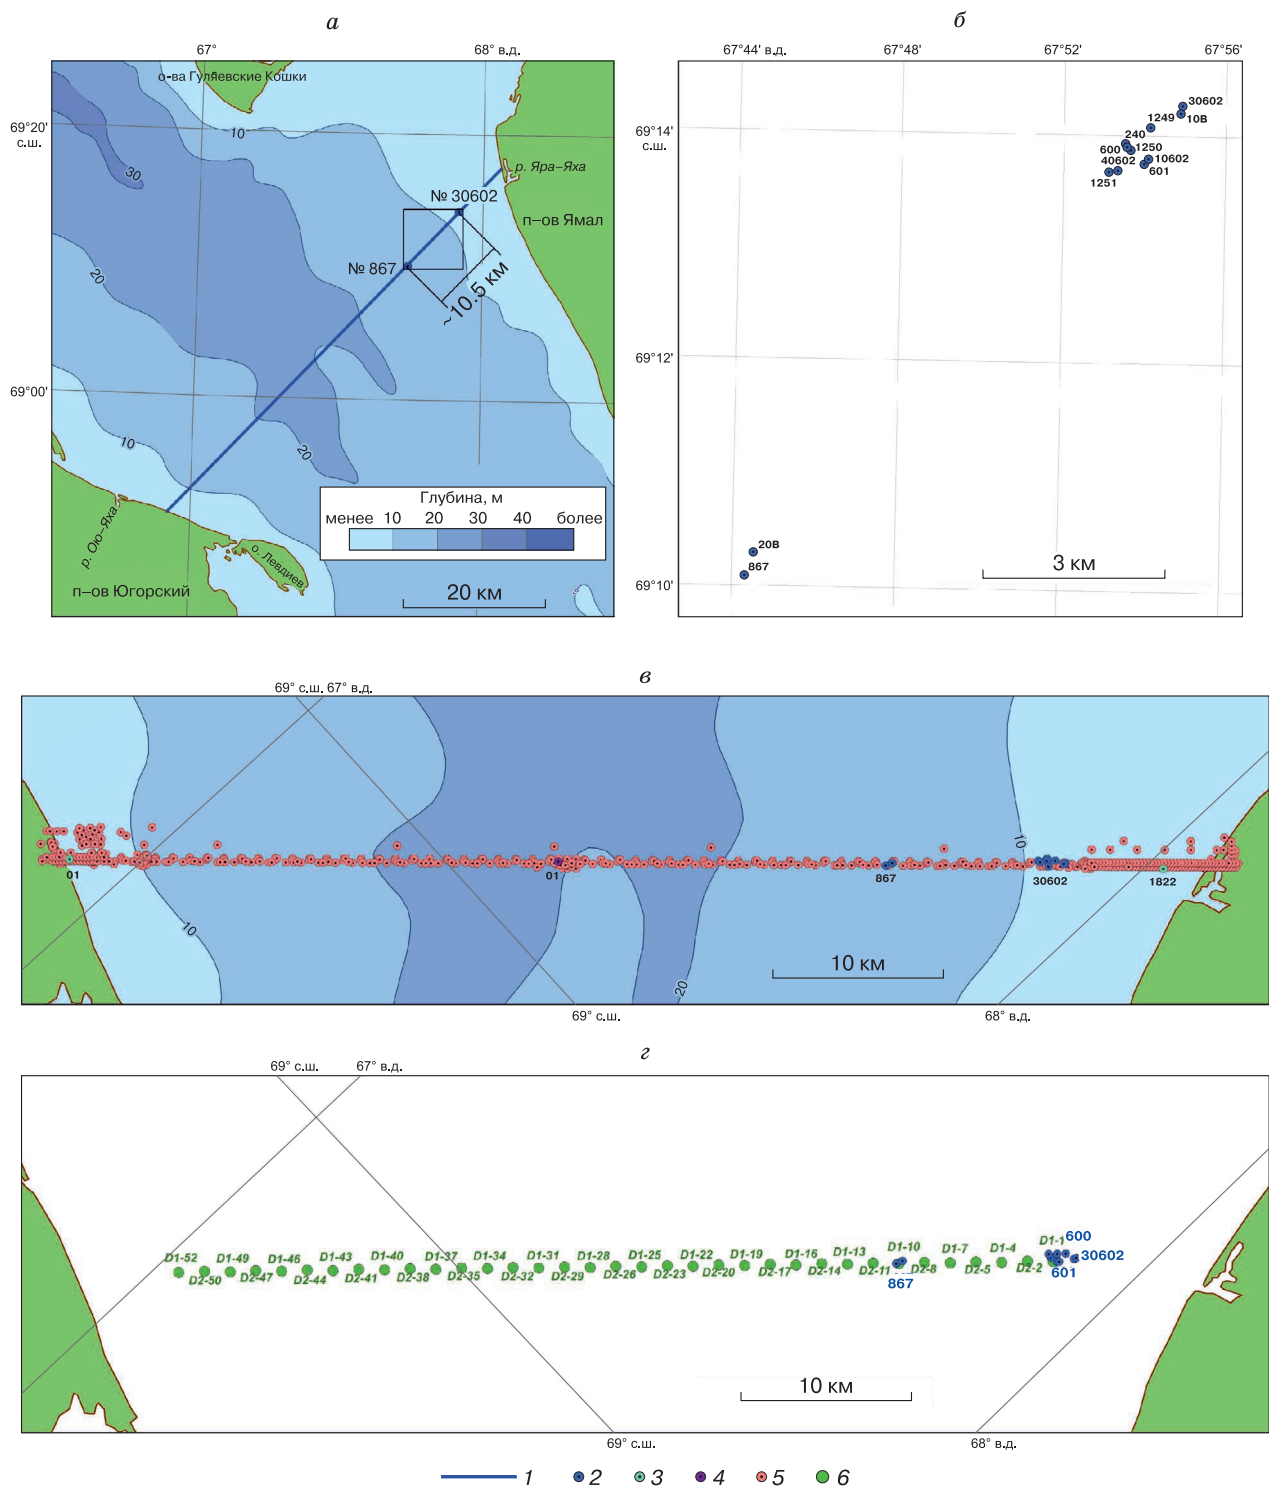 а
67°
68° в.д.
о-ва Гуляевские Кошки
69°20'
с.ш.
10
30
р. Яра–Яха
№ 30602
п–ов Ямал
№ 867
~10.5 км
20
69°00'
10
20
Глубина, м
менее 10 20 30 40 более
р. Ою–Яха
о. Левдиев
п–ов Югорский
20 км
б
67°44' в.д.
67°48'
67°52'
67°56'
30602
10В
1249
69°14'
с.ш.
240
600
1250
40602
10602
601
1251
69°12'
20В
867
3 км
69°10'
в
69° с.ш. 67° в.д.
10
01
01
867
30602
1822
10
20
10 км
69° с.ш.
68° в.д.
г
69° с.ш.
67° в.д.
D1-52 D1-49 D1-46 D1-43 D1-40 D1-37 D1-34 D1-31 D1-28 D1-25 D1-22 D1-19 D1-16 D1-13 D1-10 D1-7 D1-4 D1-1 600
30602
D2-50 D2-47 D2-44 D2-41 D2-38 D2-35 D2-32 D2-29 D2-26 D2-23 D2-20 D2-17 D2-14 D2-11 D2-8 D2-5 D2-2 601
867
10 км
69° с.ш.
68° в.д.
1 2 3 4 5 6